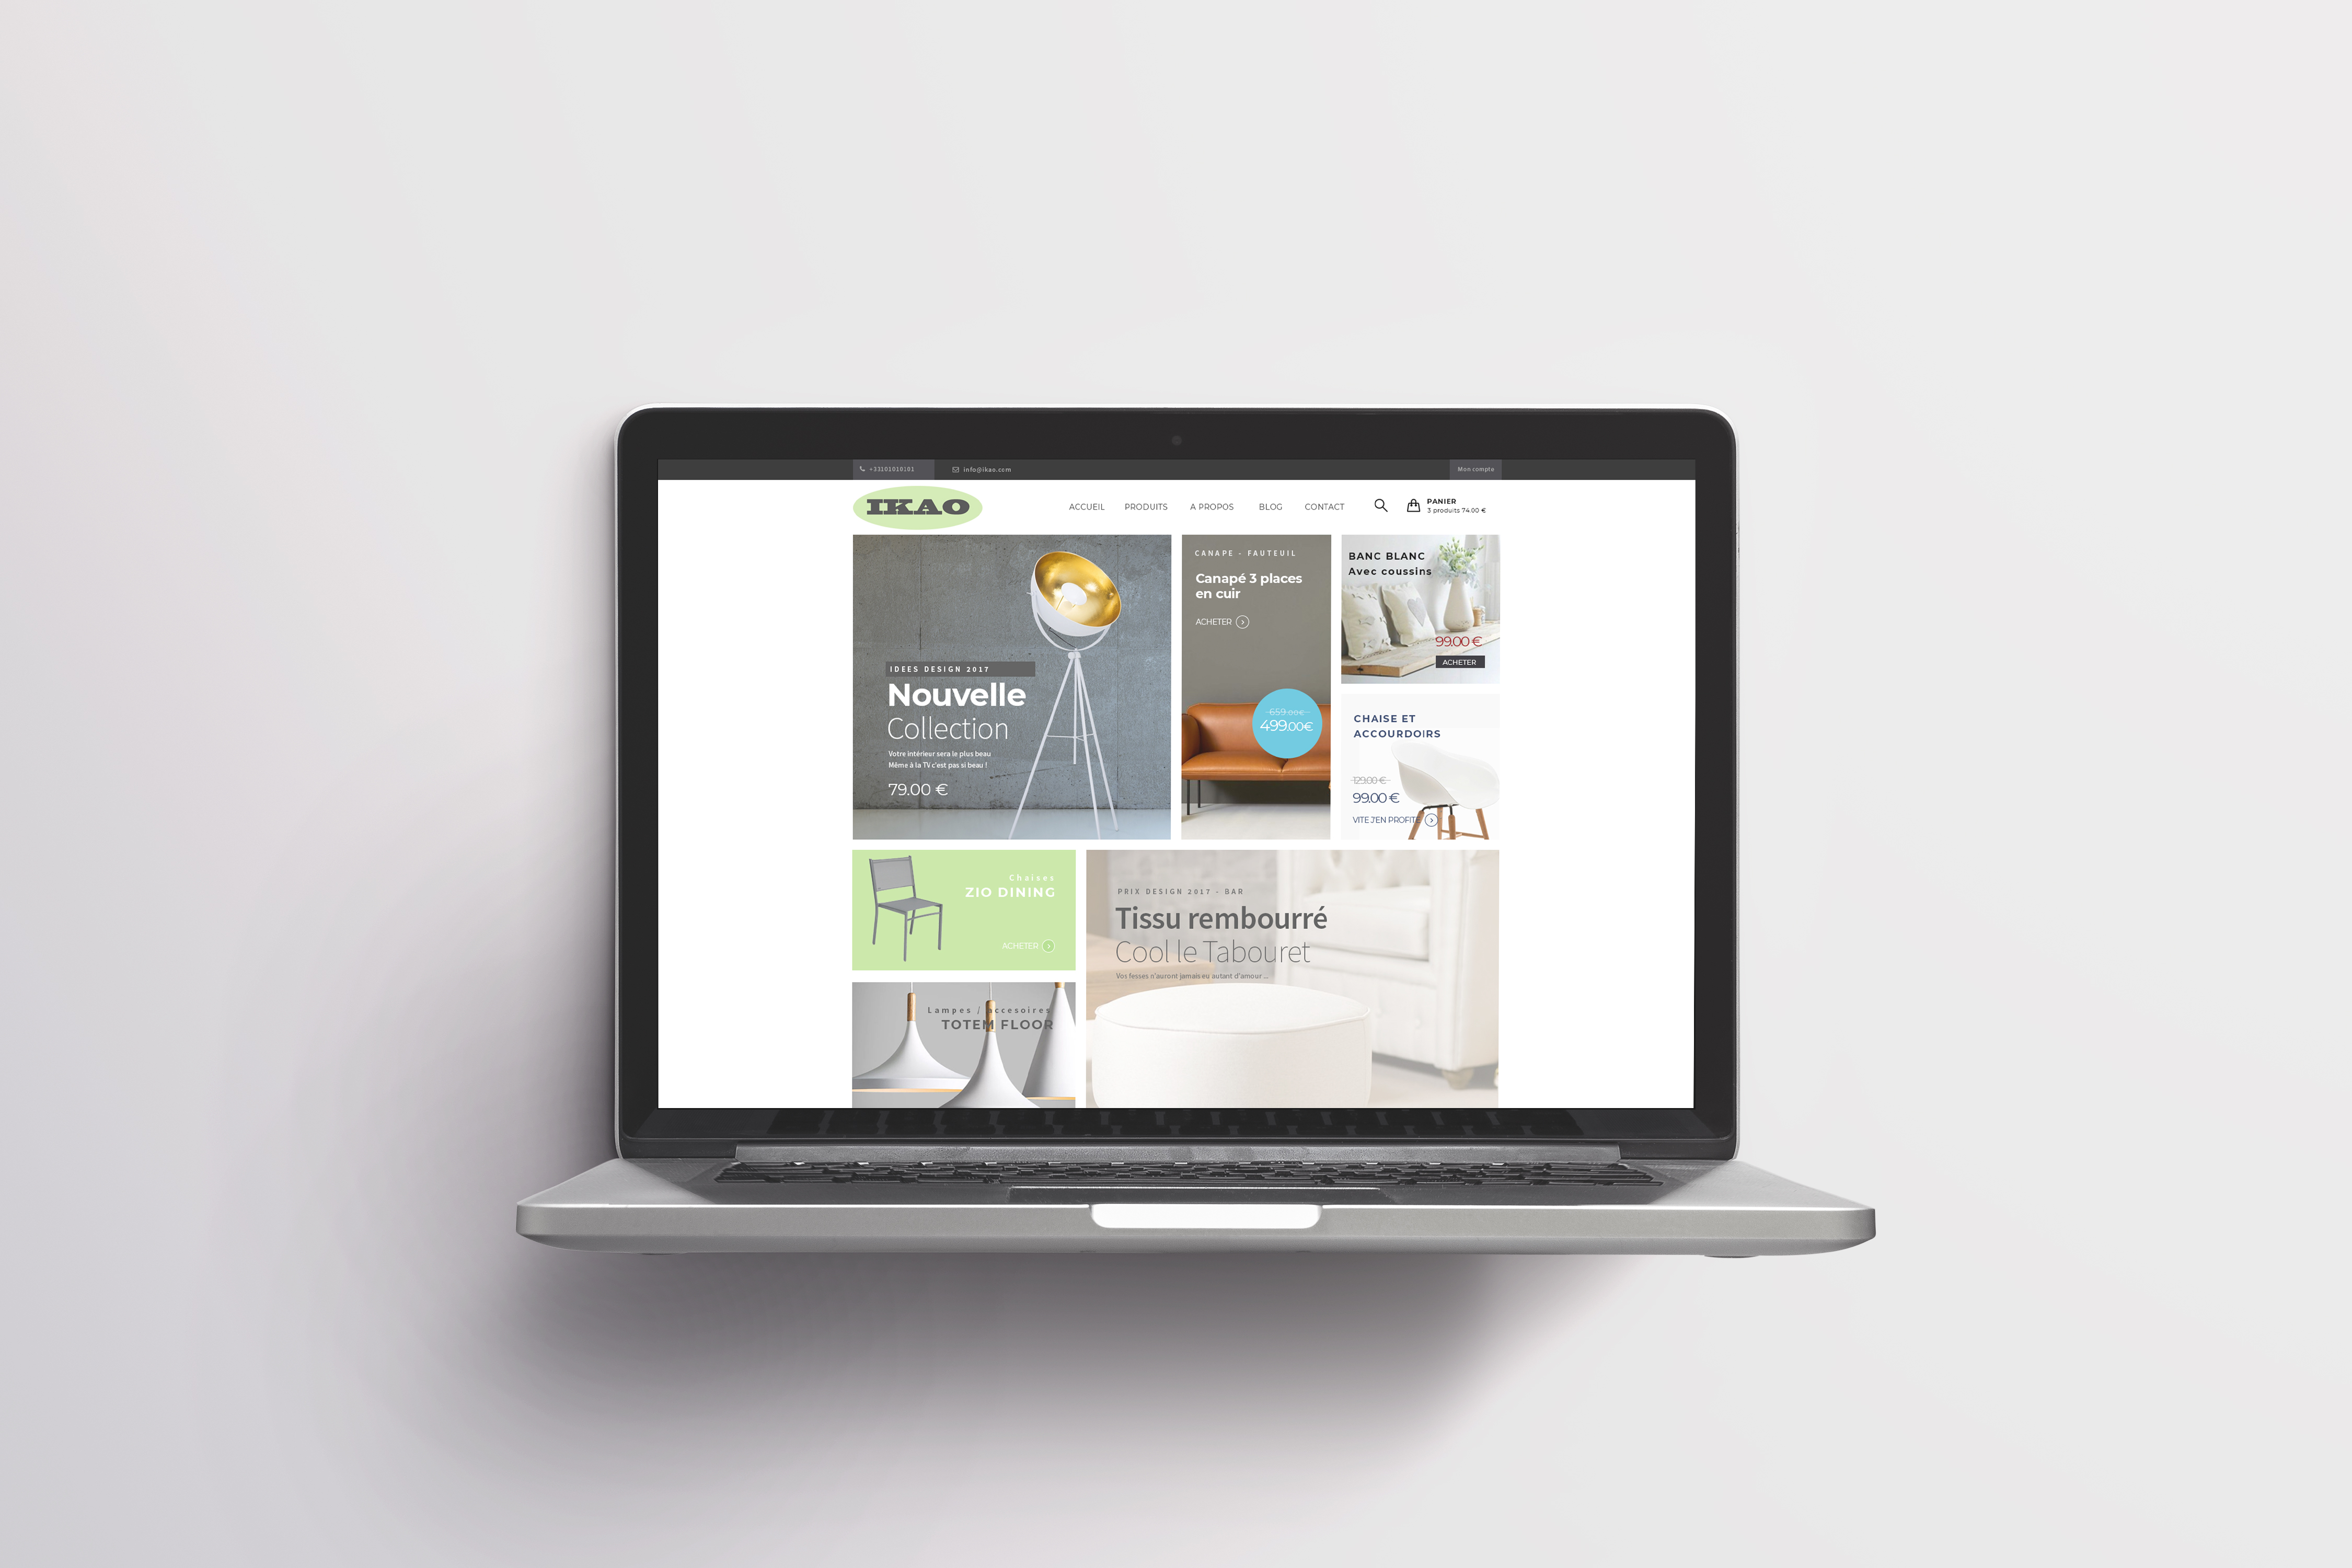 +33101010101
info@ikao.com
Mon compte
IKAO
ACCUEIL
PRODUITS
A PROPOS
BLOG
CONTACT
PANIER
3 produits 74.00 €
IDEES DESIGN 2017
Nouvelle
Collection
Votre intérieur sera le plus beau
Même à la TV c'est pas si beau !
79.00 €
CANAPE - FAUTEUIL
Canapé 3 places
en cuir
ACHETER
659.00€
499.00€
BANC BLANC
Avec coussins
99.00 €
ACHETER
CHAISE ET
ACCOURDOIRS
129.00 €
99.00 €
VITE J'EN PROFITE
Chaises
ZIO DINING
ACHETER
PRIX DESIGN 2017 - BAR
Tissu rembourré
Cool le Tabouret
Vos fesses n'auront jamais eu autant d'amour ...
Lampes / accesoires
TOTEM FLOOR